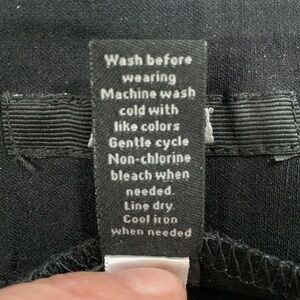 Wash before
wearing
Machine wash
cold with
like colors
Gentle cycle
Non-chlorine
bleach when
needed.
Line dry.
Cool iron
when needed